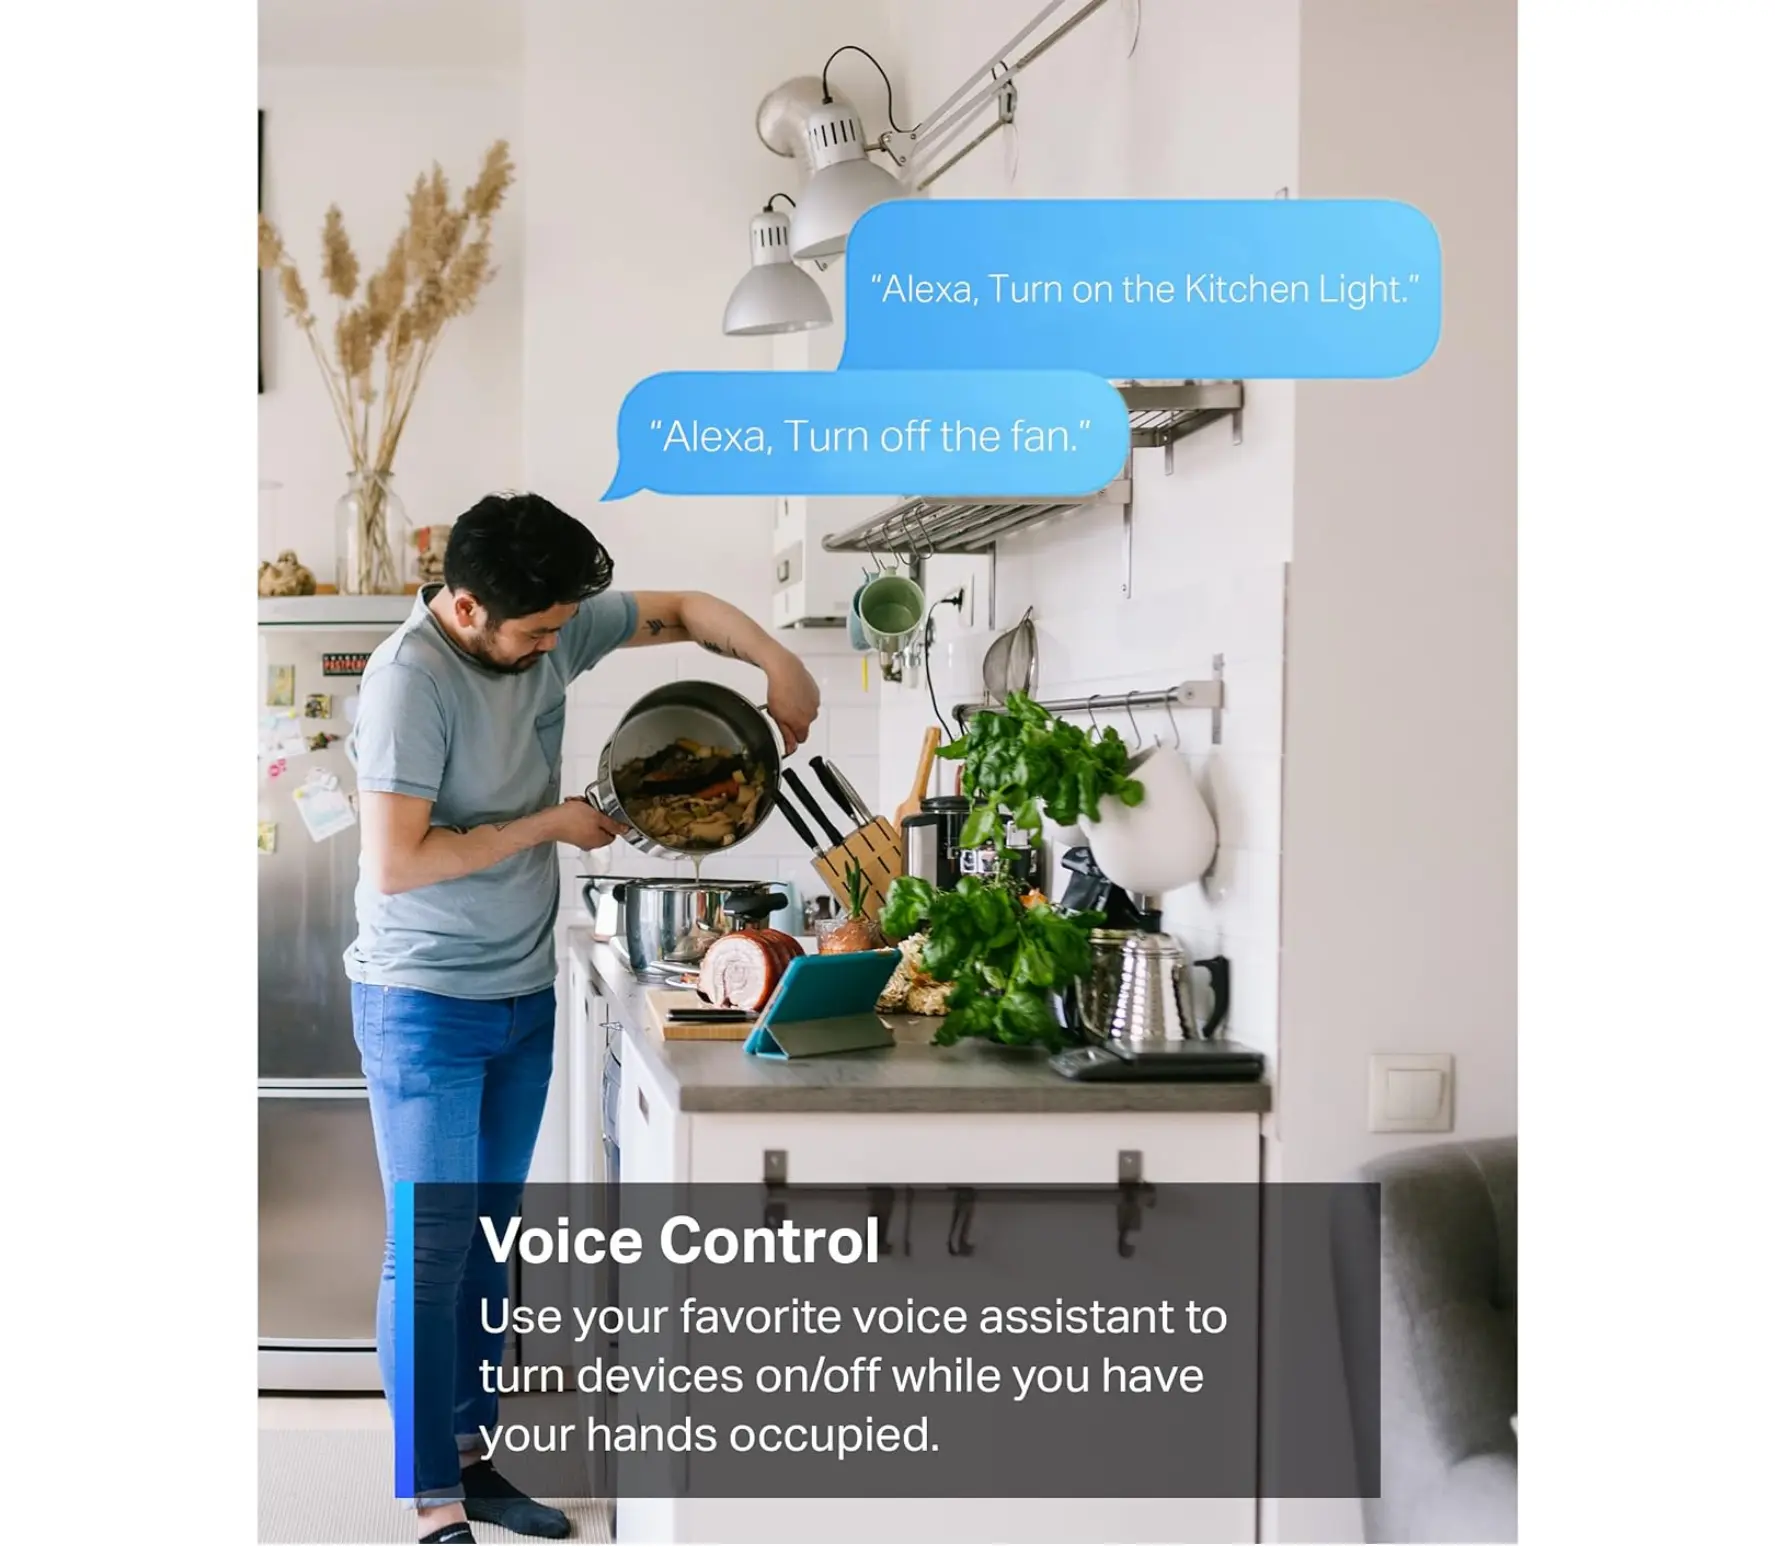 “Alexa, Turn on the Kitchen Light.”
“Alexa, Turn off the fan.”
Voice Control
Use your favorite voice assistant to
turn devices on/off while you have
your hands occupied.